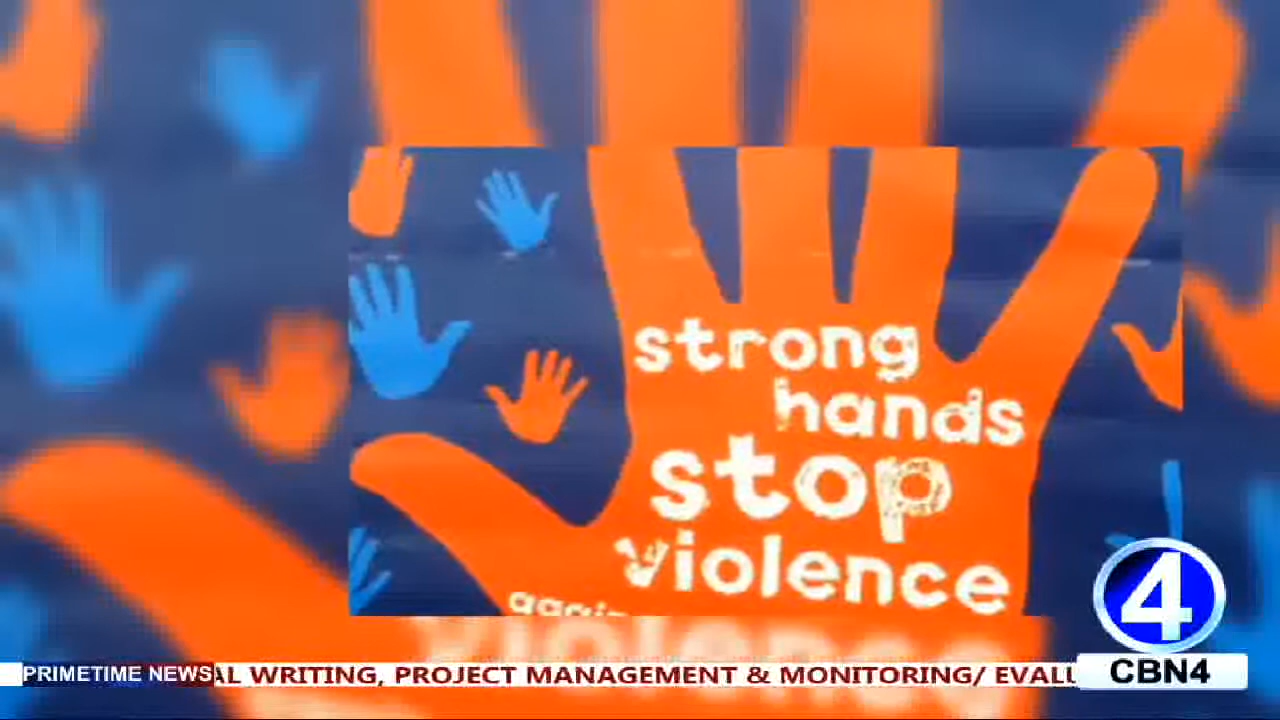 strong
hands
stop
violence
4
CBN4
PRIMETIME NEWS
AL WRITING, PROJECT MANAGEMENT & MONITORING/ EVALU